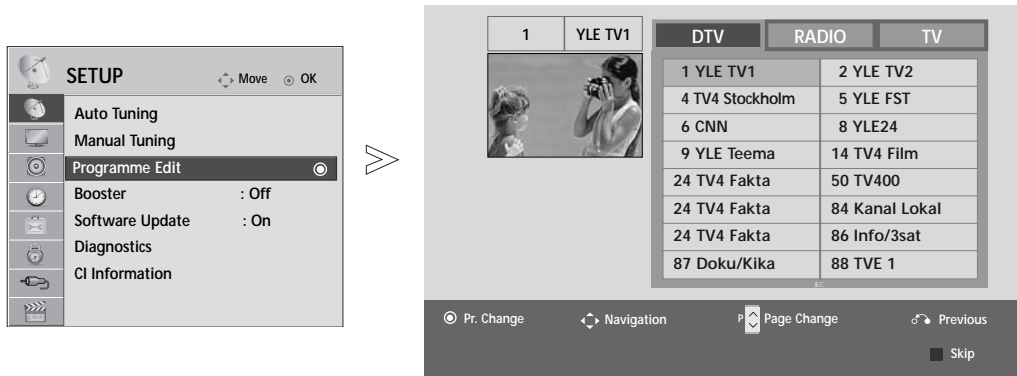 SETUP
Move
OK
Auto Tuning
Manual Tuning
Programme Edit
Booster : Off
Software Update : On
Diagnostics
CI Information
1 YLE TV1
DTV RADIO TV
1 YLE TV1 2 YLE TV2
4 TV4 Stockholm 5 YLE FST
6 CNN 8 YLE24
9 YLE Teema 14 TV4 Film
24 TV4 Fakta 50 TV400
24 TV4 Fakta 84 Kanal Lokal
24 TV4 Fakta 86 Info/3sat
87 Doku/Kika 88 TVE 1
Pr. Change Navigation P Page Change Previous
Skip